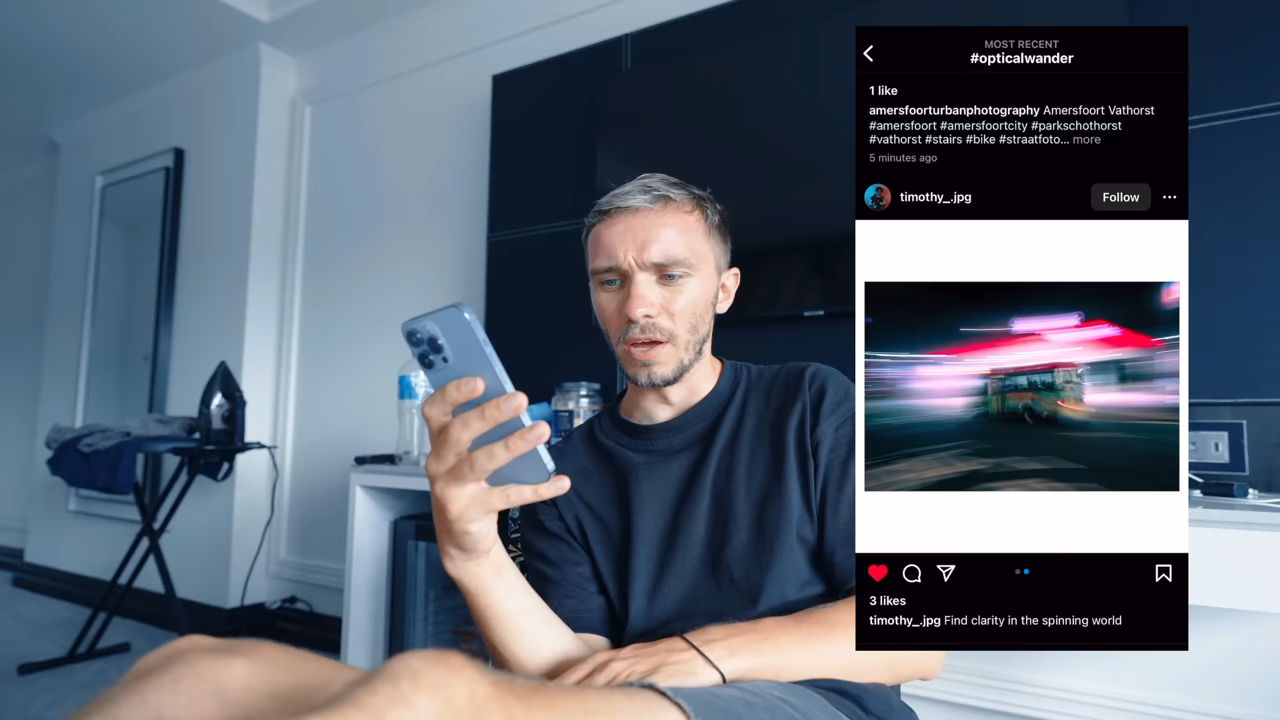 MOST RECENT
#opticalwander
1 like
amersfoorturbanphotography Amersfoort Vathorst
#amersfoort #amersfoortcity #parkschothorst
#vathorst #stairs #bike #straatfoto... more
5 minutes ago
timothy_.jpg
Follow
3 likes
timothy_.jpg Find clarity in the spinning world